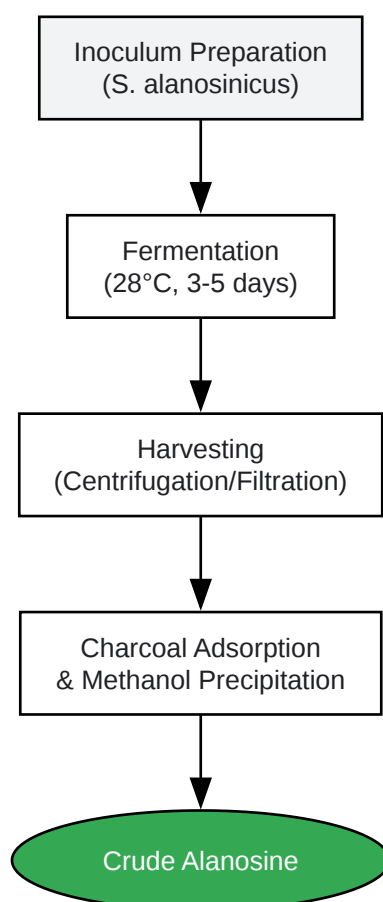 Inoculum Preparation
(S. alanosinicus)
Fermentation
(28°C, 3-5 days)
Harvesting
(Centrifugation/Filtration)
Charcoal Adsorption
& Methanol Precipitation
Crude Alanosine